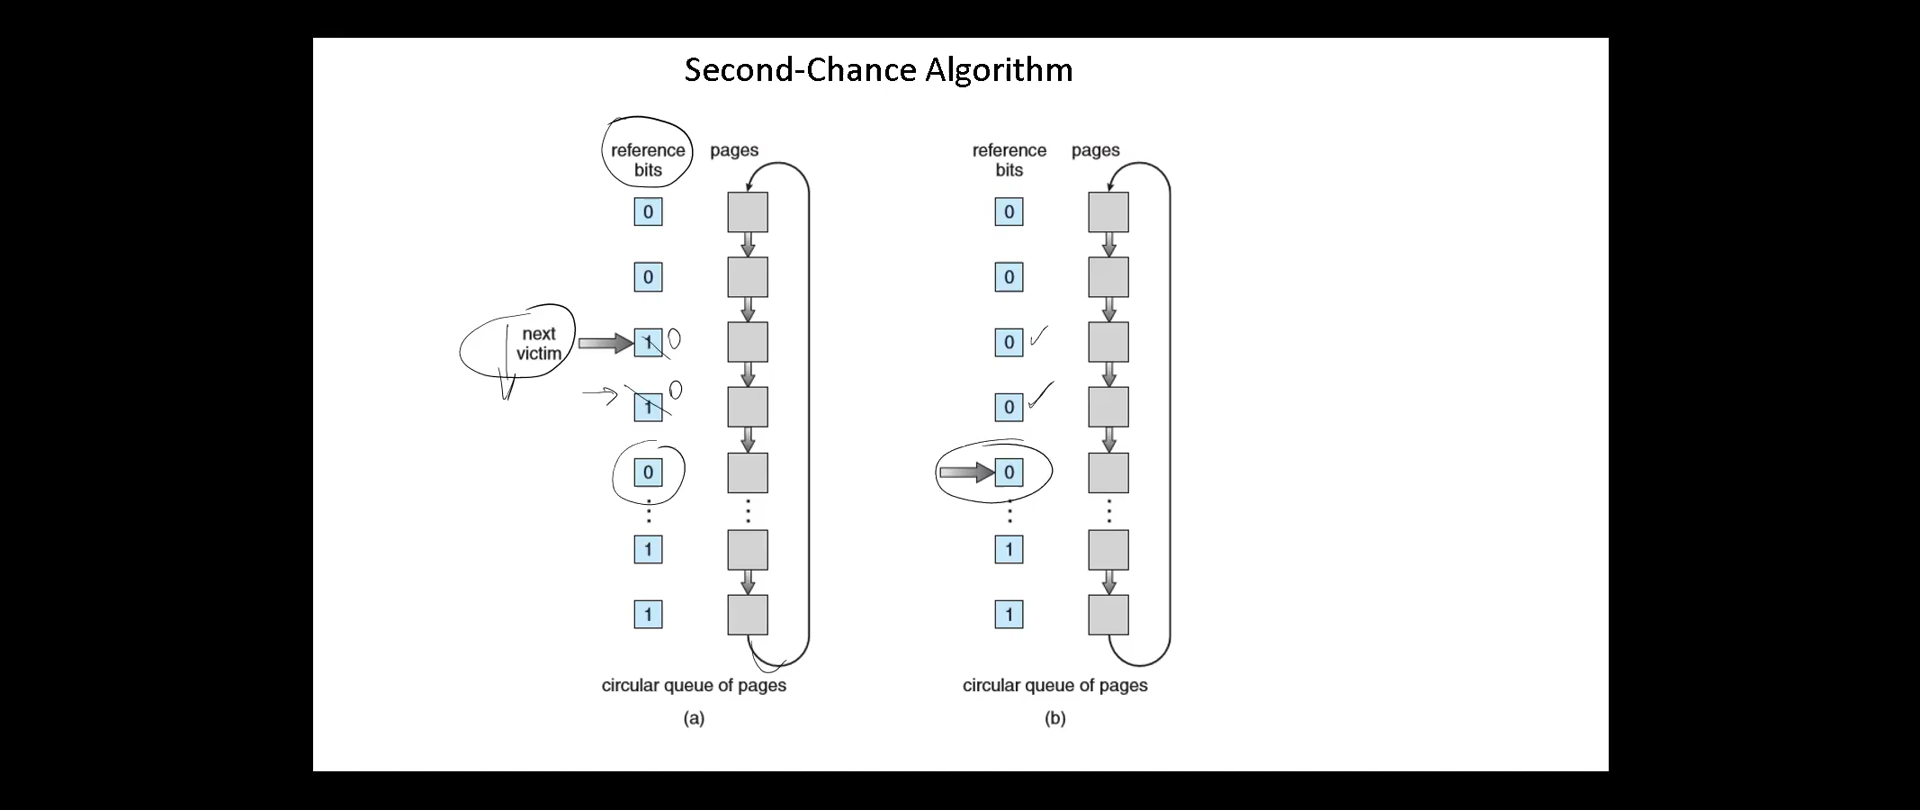 Second-Chance Algorithm
reference
bits
pages
0
0
next
victim
1 0
1 0
0
1
1
circular queue of pages
(a)
reference
bits
pages
0
0
0
0
0
1
1
circular queue of pages
(b)